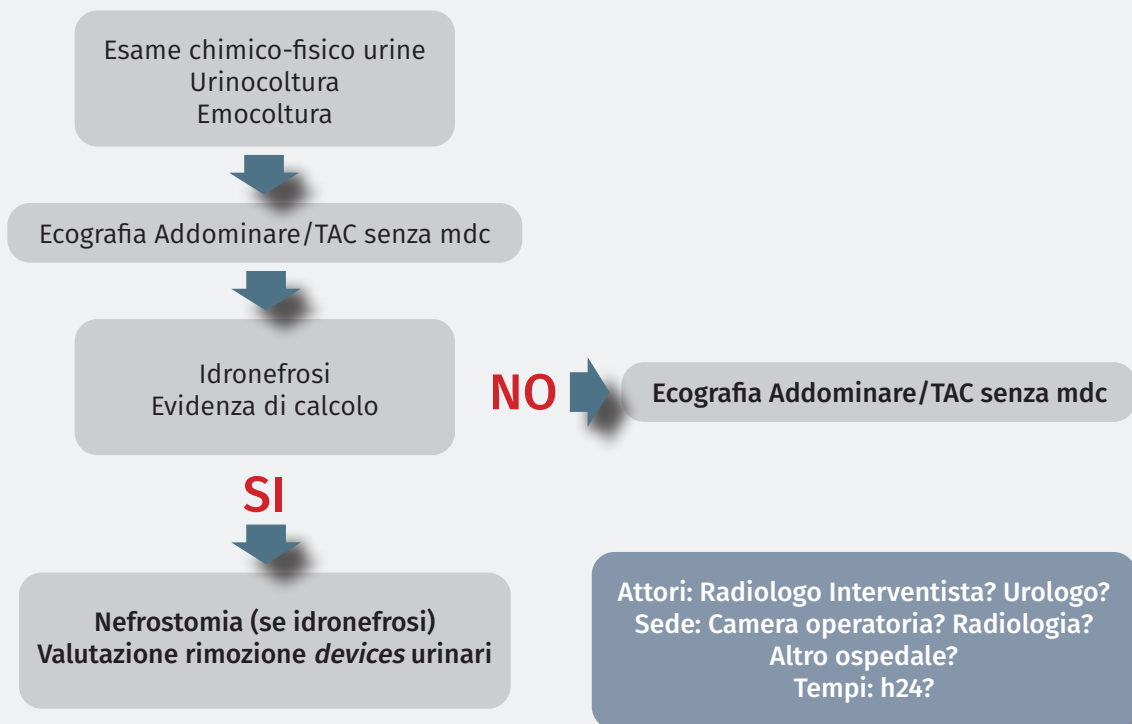 Esame chimico-fisico urine
Urinocoltura
Emocoltura
Ecografia Addominare/TAC senza mdc
Idronefrosi
Evidenza di calcolo
NO
Ecografia Addominare/TAC senza mdc
SI
Nefrostomia (se idronefrosi)
Valutazione rimozione devices urinari
Attori: Radiologo Interventista? Urologo?
Sede: Camera operatoria? Radiologia?
Altro ospedale?
Tempi: h24?